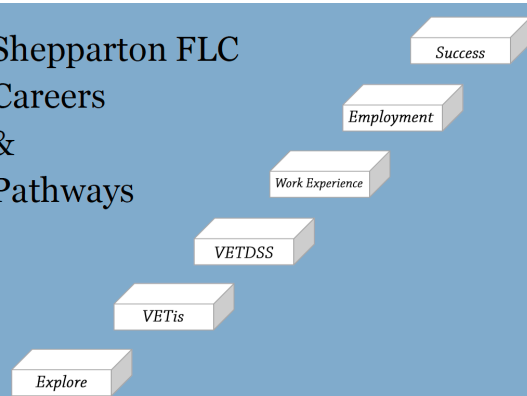 Shepparton FLC
Careers
&
Pathways
Success
Employment
Work Experience
VETDSS
VETis
Explore